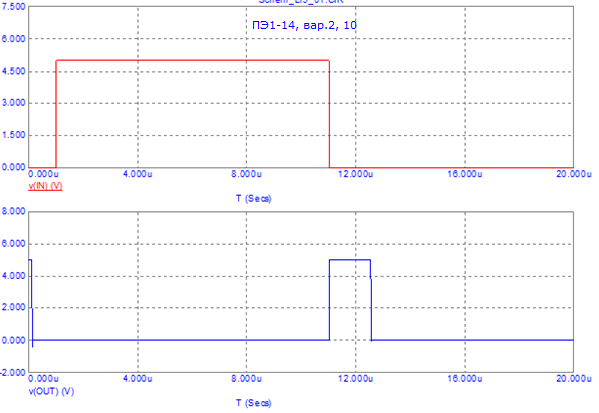 ПЭ1-14, вар.2, 10
7.500
6.000
4.500
3.000
1.500
0.000
0.000u 4.000u 8.000u 12.000u 16.000u 20.000u
v(IN) (V)
T (Secs)
8.000
6.000
4.000
2.000
0.000
-2.000
0.000u 4.000u 8.000u 12.000u 16.000u 20.000u
v(OUT) (V)
T (Secs)